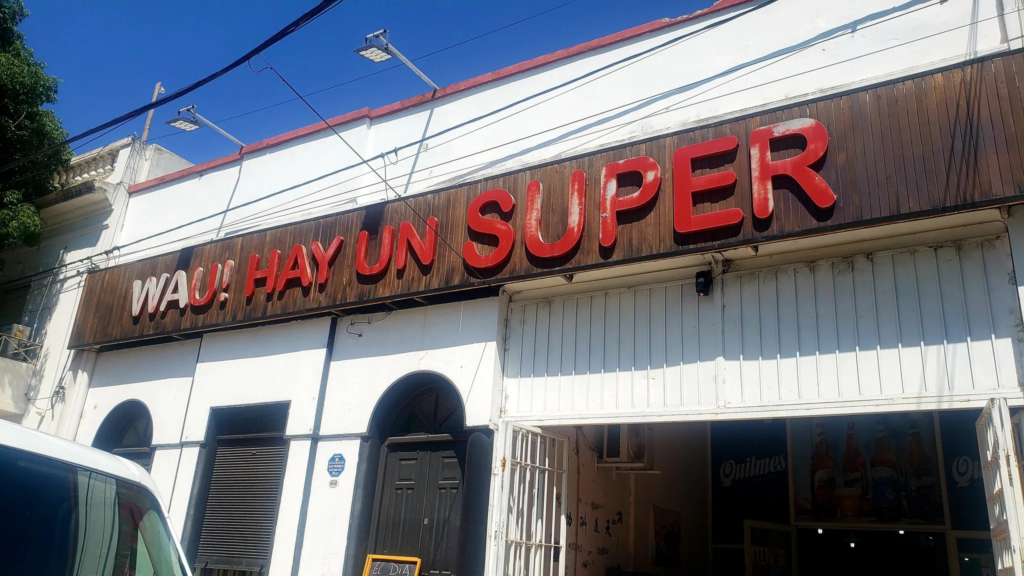 WAU! HAY UN SUPER
Quilmes
Q
EL DIA